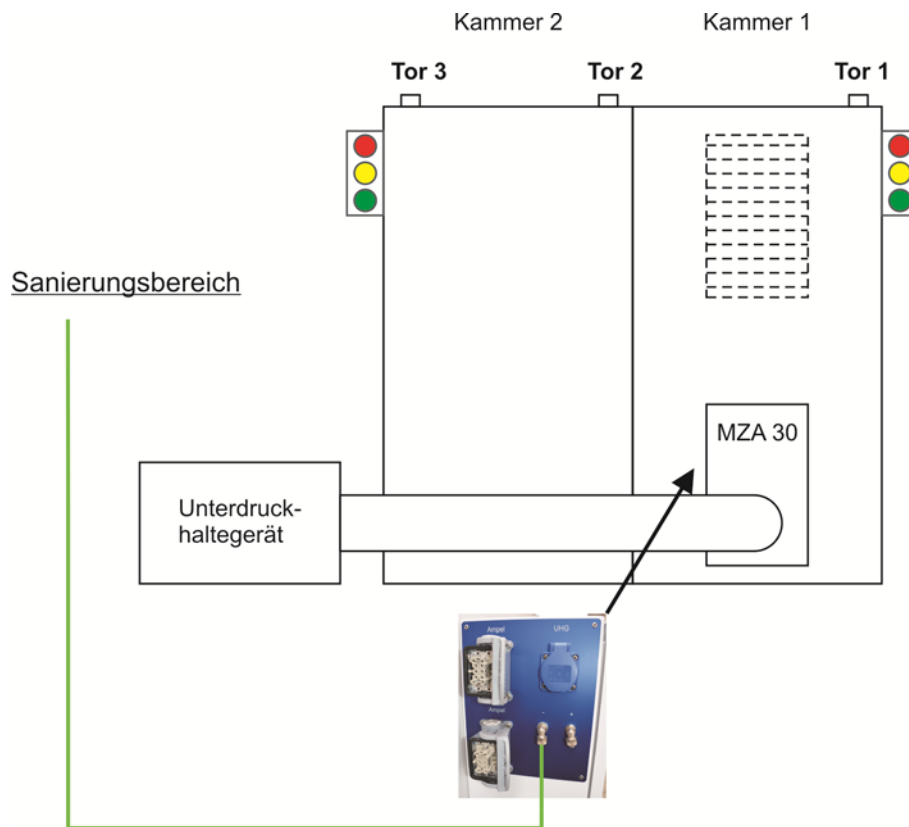 Kammer 2
Kammer 1
Tor 3
Tor 2
Tor 1
Sanierungsbereich
MZA 30
Unterdruck-
haltegerät
Ampel
UHG
Ampel
- +